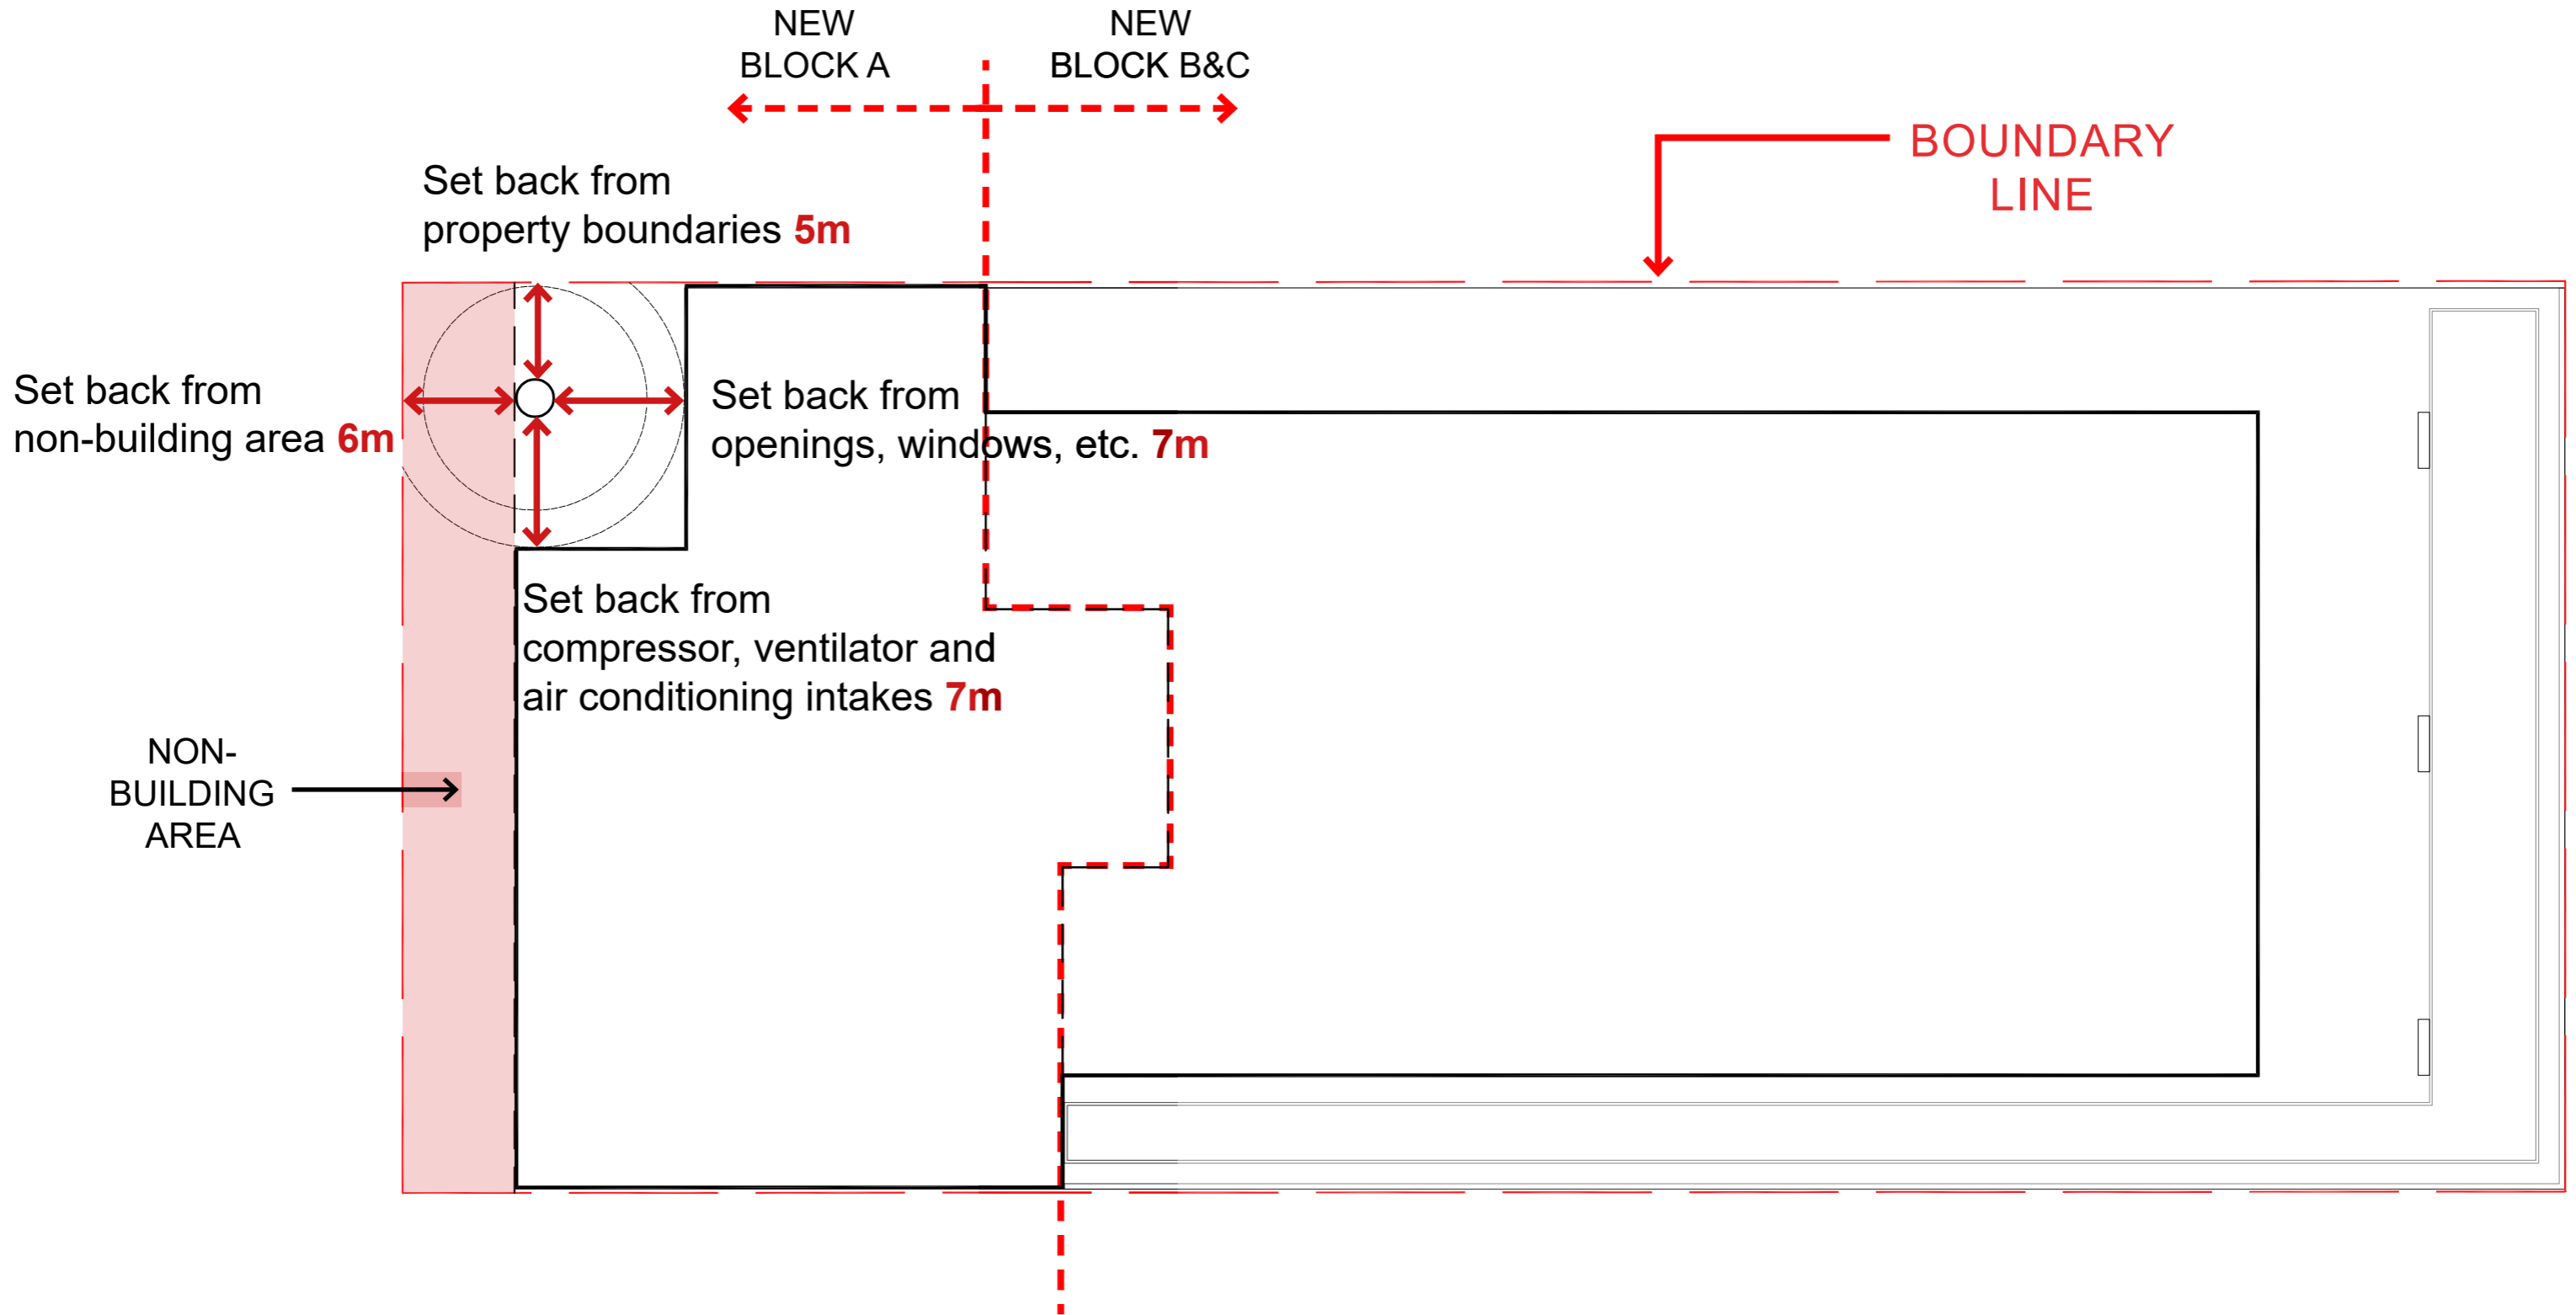 NEW
BLOCK A
NEW
BLOCK B&C
BOUNDARY
LINE
Set back from
property boundaries 5m
Set back from
non-building area 6m
Set back from
openings, windows, etc. 7m
Set back from
compressor, ventilator and
air conditioning intakes 7m
NON-
BUILDING
AREA